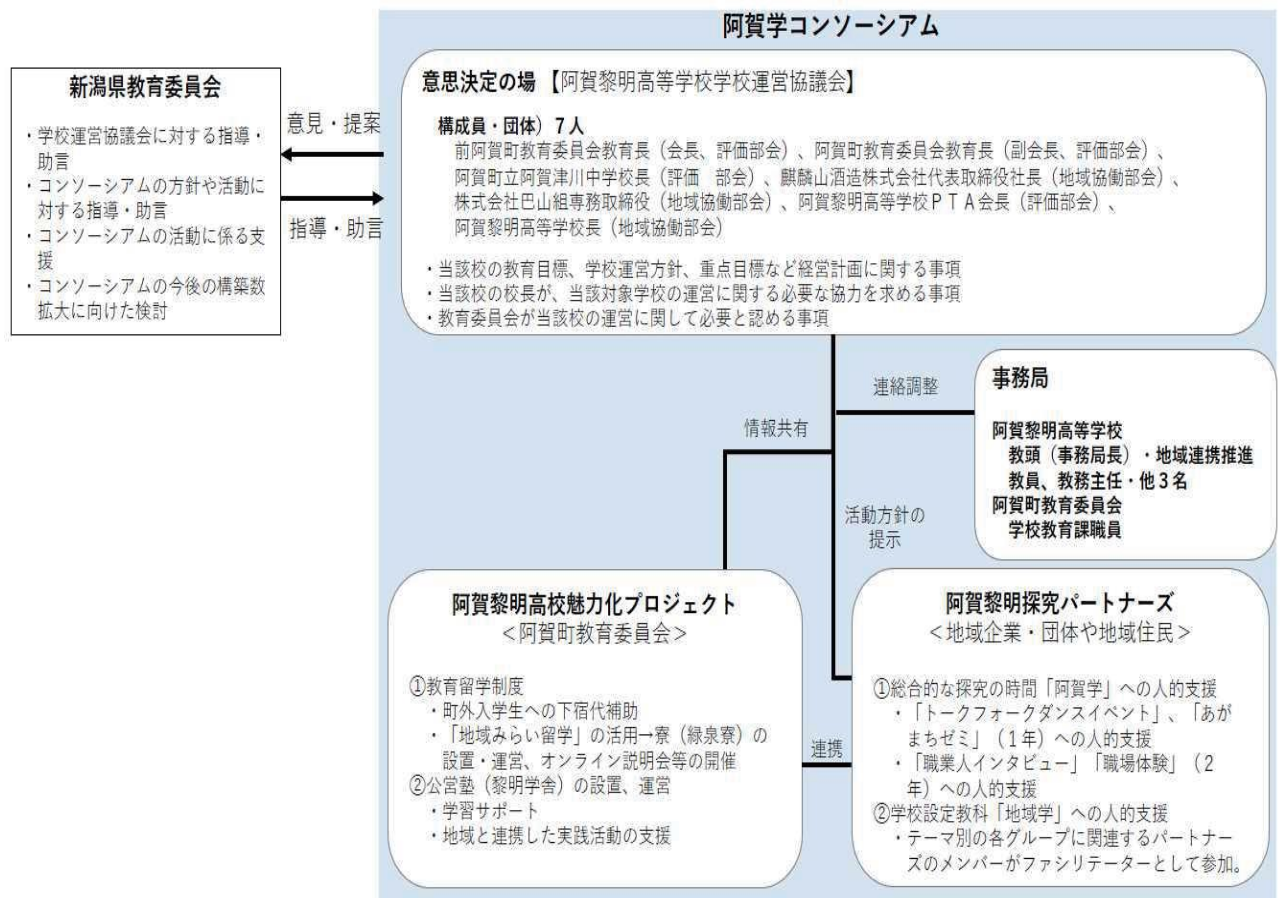 阿賀学コンソーシアム
新潟県教育委員会
・学校運営協議会に対する指導・
助言
・コンソーシアムの方針や活動に
対する指導・助言
・コンソーシアムの活動に係る支
援
・コンソーシアムの今後の構築数
拡大に向けた検討
意見・提案
指導・助言
意思決定の場 【阿賀黎明高等学校学校運営協議会】
構成員・団体）７人
前阿賀町教育委員会教育長（会長、評価部会）、阿賀町教育委員会教育長（副会長、評価部会）、
阿賀町立阿賀津川中学校長（評価　部会）、麒麟山酒造株式会社代表取締役社長（地域協働部会）、
株式会社巴山組専務取締役（地域協働部会）、阿賀黎明高等学校ＰＴＡ会長（評価部会）、
阿賀黎明高等学校長（地域協働部会）
・当該校の教育目標、学校運営方針、重点目標など経営計画に関する事項
・当該校の校長が、当該対象学校の運営に関する必要な協力を求める事項
・教育委員会が当該校の運営に関して必要と認める事項
連絡調整
情報共有
活動方針の
提示
事務局
阿賀黎明高等学校
教頭（事務局長）・地域連携推進
教員、教務主任・他３名
阿賀町教育委員会
学校教育課職員
阿賀黎明高校魅力化プロジェクト
＜阿賀町教育委員会＞
①教育留学制度
・町外入学生への下宿代補助
・「地域みらい留学」の活用→寮（緑泉寮）の
設置・運営、オンライン説明会等の開催
②公営塾（黎明学舎）の設置、運営
・学習サポート
・地域と連携した実践活動の支援
連携
阿賀黎明探究パートナーズ
＜地域企業・団体や地域住民＞
①総合的な探究の時間「阿賀学」への人的支援
・「トークフォークダンスイベント」、「あが
まちゼミ」（１年）への人的支援
・「職業人インタビュー」「職場体験」（２
年）への人的支援
②学校設定教科「地域学」への人的支援
・テーマ別の各グループに関連するパートナー
ズのメンバーがファシリテーターとして参加。